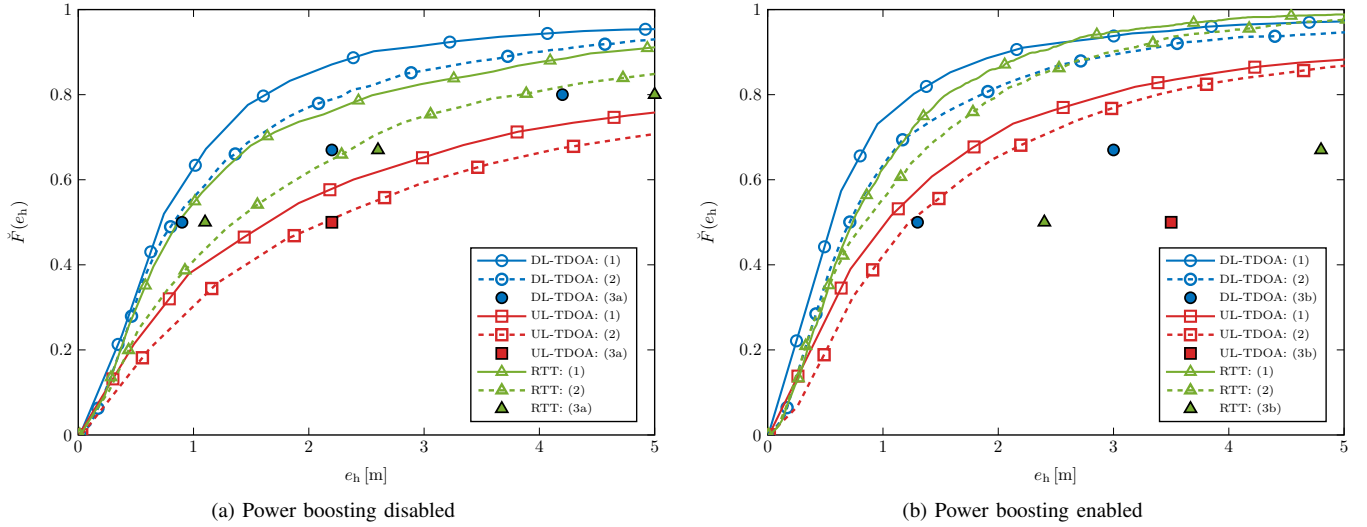 1
0.8
0.6
0.4
0.2
0
F̆(e_h)
0 1 2 3 4 5
e_h [m]
DL-TDOA: (1)
DL-TDOA: (2)
DL-TDOA: (3a)
UL-TDOA: (1)
UL-TDOA: (2)
UL-TDOA: (3a)
RTT: (1)
RTT: (2)
RTT: (3a)
(a) Power boosting disabled
1
0.8
0.6
0.4
0.2
0
F̆(e_h)
0 1 2 3 4 5
e_h [m]
DL-TDOA: (1)
DL-TDOA: (2)
DL-TDOA: (3b)
UL-TDOA: (1)
UL-TDOA: (2)
UL-TDOA: (3b)
RTT: (1)
RTT: (2)
RTT: (3b)
(b) Power boosting enabled